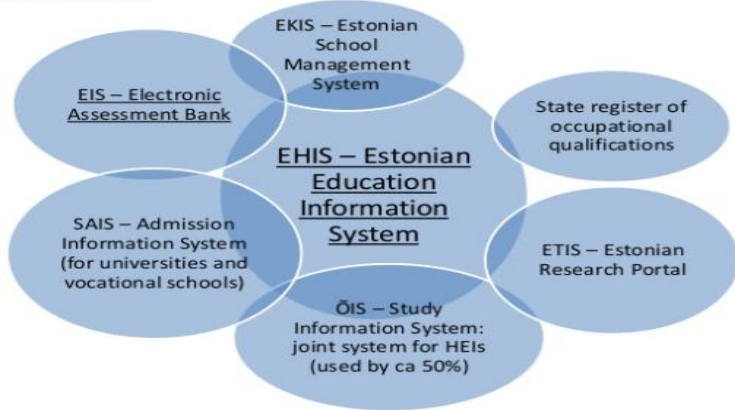 EKIS – Estonian
School
Management
System
EIS – Electronic
Assessment Bank
State register of
occupational
qualifications
EHIS – Estonian
Education
Information
System
SAIS – Admission
Information System
(for universities and
vocational schools)
ETIS – Estonian
Research Portal
ÕIS – Study
Information System:
joint system for HEIs
(used by ca 50%)